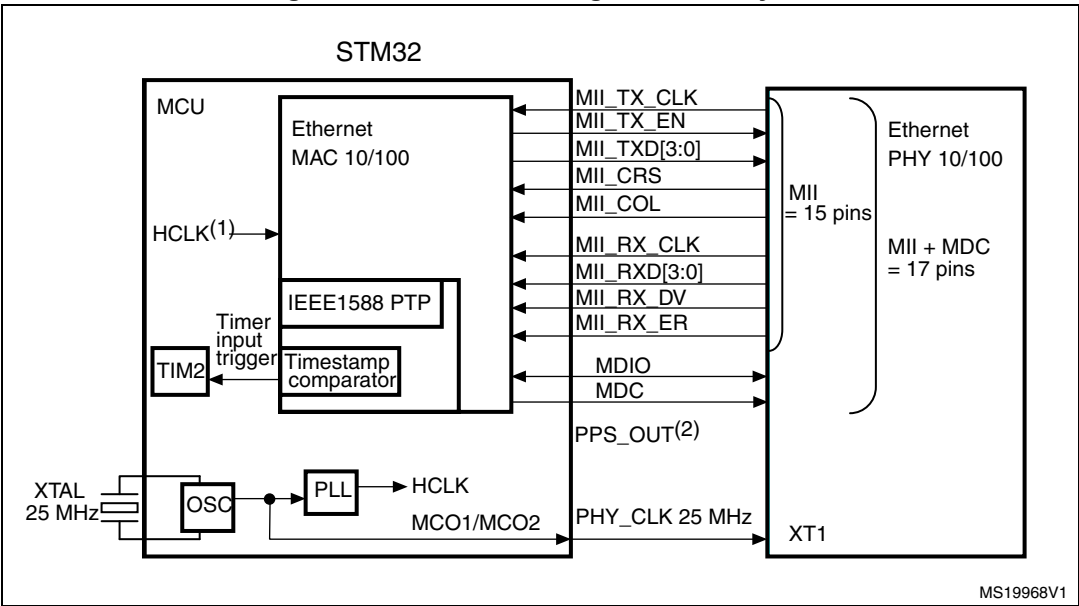 STM32
MCU
Ethernet
MAC 10/100
HCLK(1)
IEEE1588 PTP
Timer
input
trigger
TIM2
Timestamp
comparator
XTAL
25 MHz
OSC
PLL
HCLK
MCO1/MCO2
MII_TX_CLK
MII_TX_EN
MII_TXD[3:0]
MII_CRS
MII_COL
MII_RX_CLK
MII_RXD[3:0]
MII_RX_DV
MII_RX_ER
MDIO
MDC
PPS_OUT(2)
PHY_CLK 25 MHz
MII
= 15 pins
Ethernet
PHY 10/100
MII + MDC
= 17 pins
XT1
MS19968V1